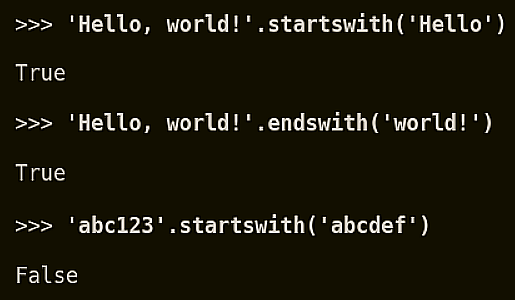 >>> 'Hello, world!'.startswith('Hello')
True
>>> 'Hello, world!'.endswith('world!')
True
>>> 'abc123'.startswith('abcdef')
False